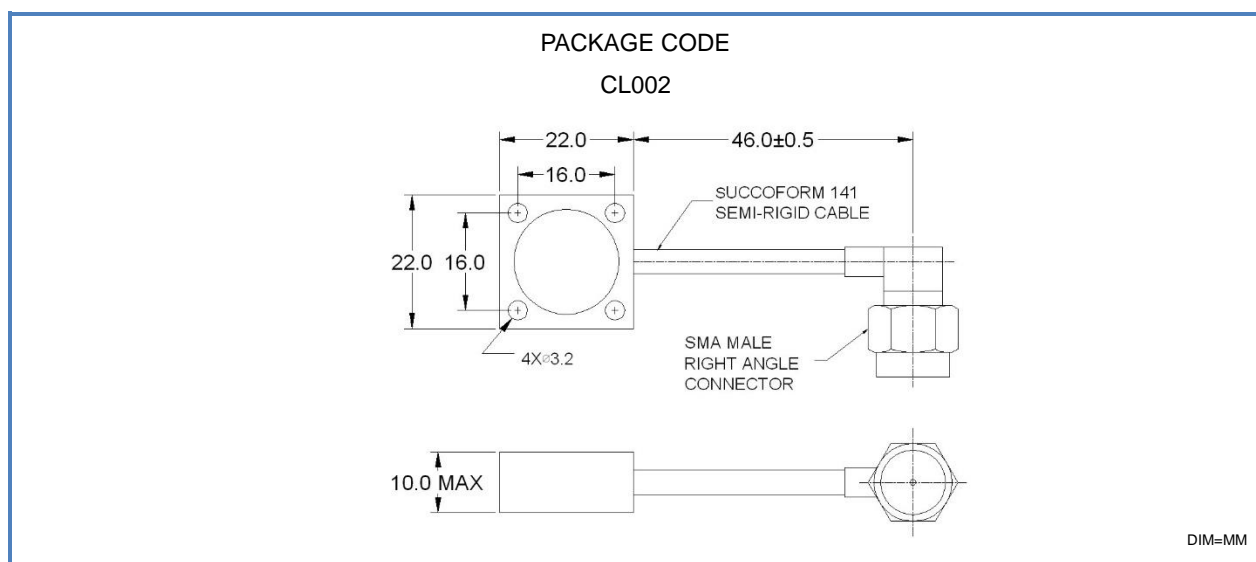 PACKAGE CODE
CL002
22.0
46.0±0.5
16.0
SUCCOFORM 141
SEMI-RIGID CABLE
22.0
16.0
4X⌀3.2
SMA MALE
RIGHT ANGLE
CONNECTOR
10.0 MAX
DIM=MM